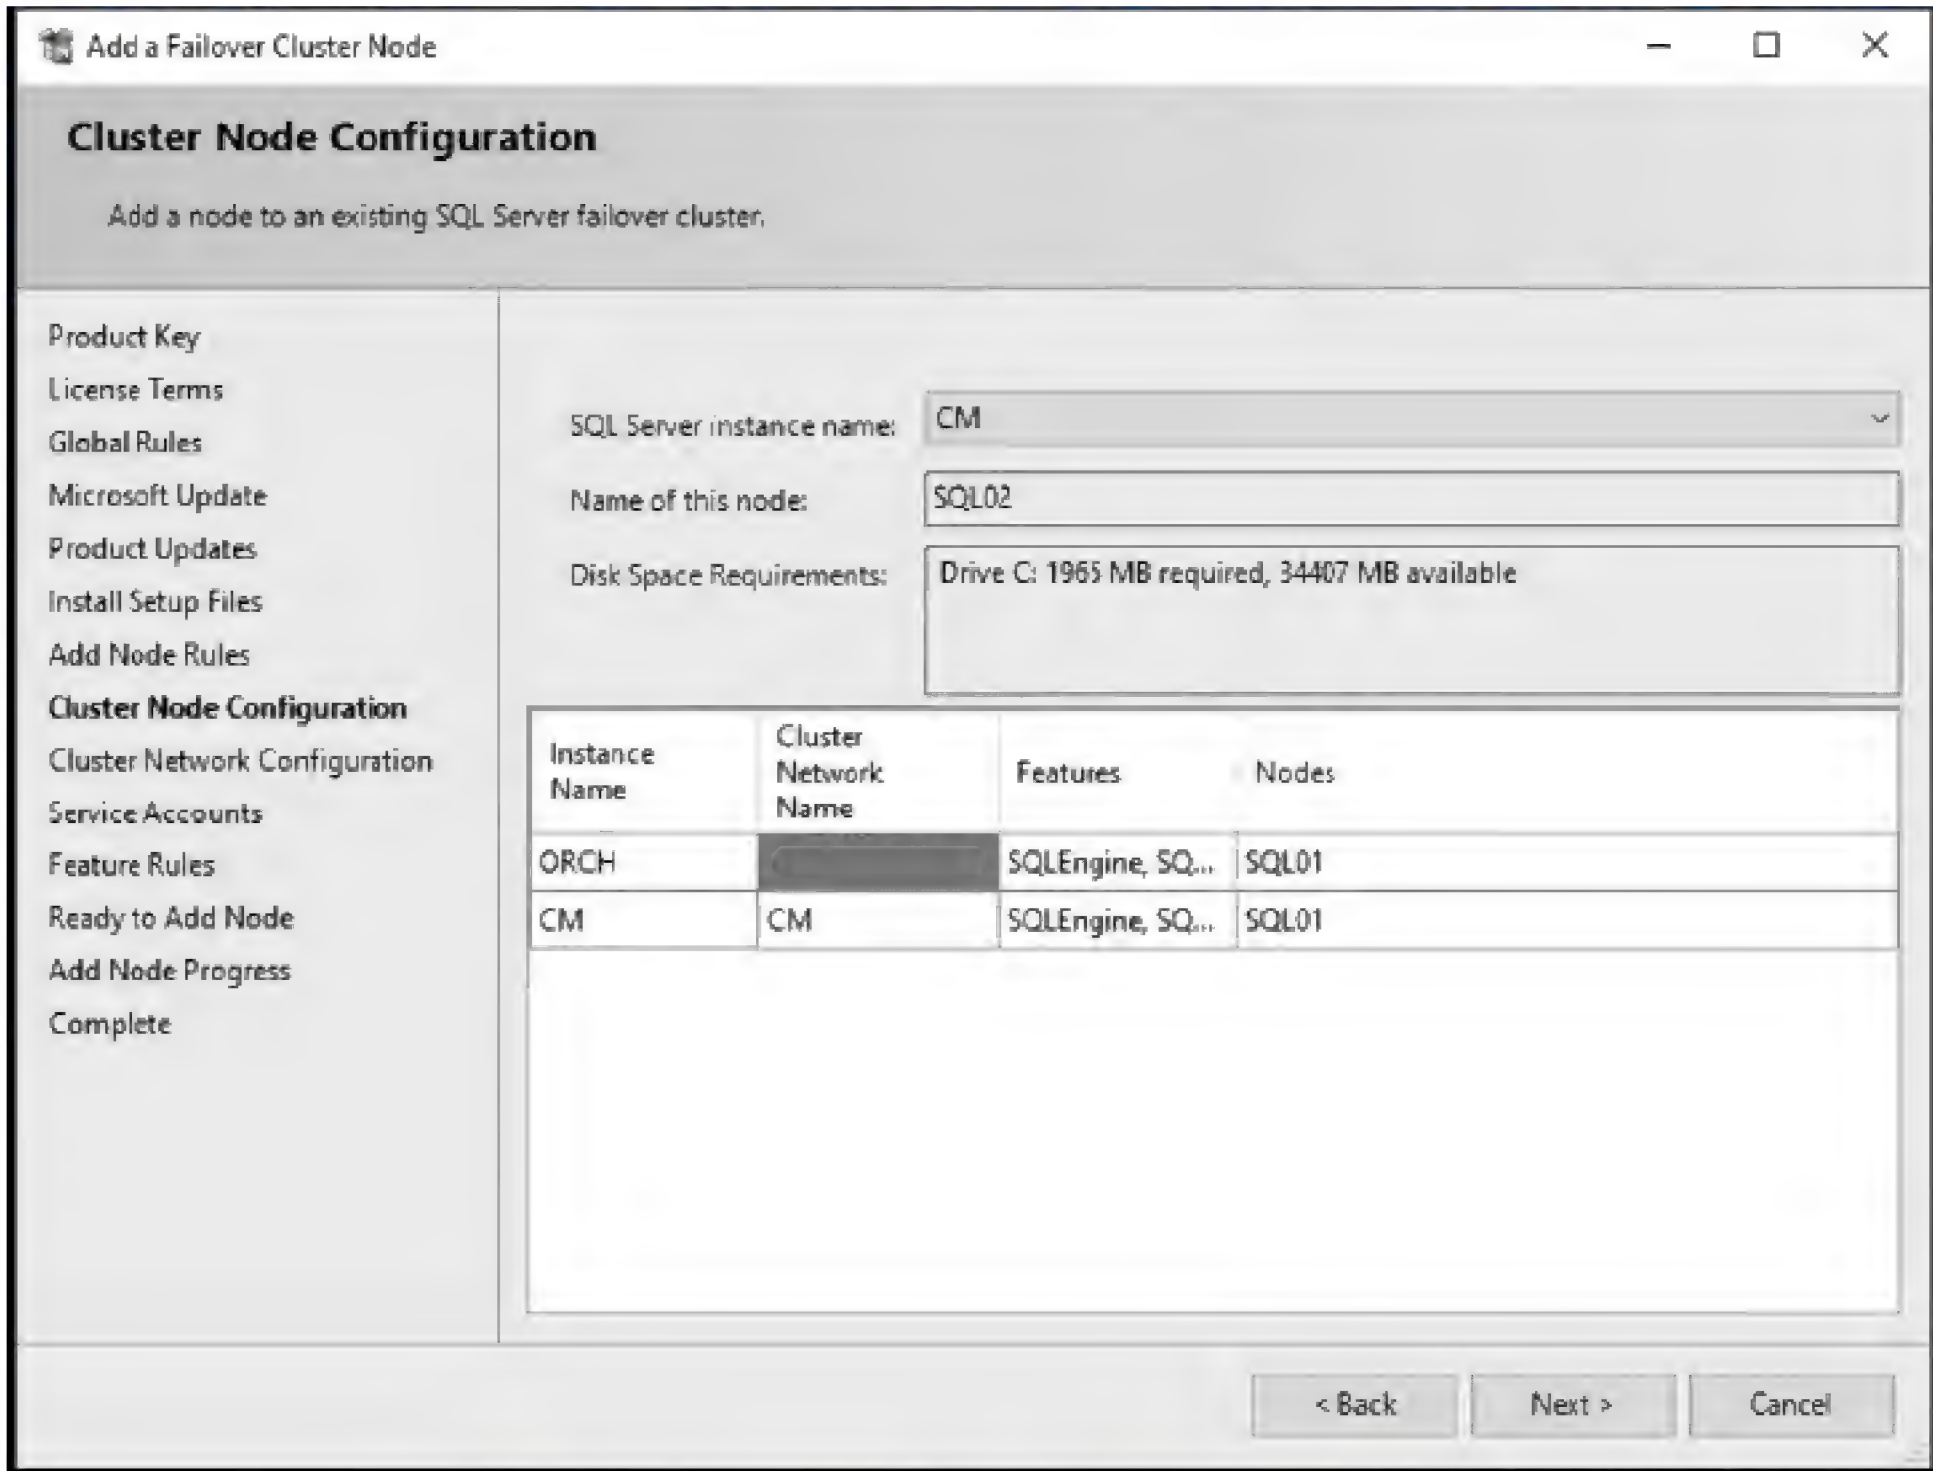 Add a Failover Cluster Node
Cluster Node Configuration
Add a node to an existing SQL Server failover cluster.
Product Key
License Terms
Global Rules
Microsoft Update
Product Updates
Install Setup Files
Add Node Rules
Cluster Node Configuration
Cluster Network Configuration
Service Accounts
Feature Rules
Ready to Add Node
Add Node Progress
Complete
SQL Server instance name: CM
Name of this node: SQL02
Disk Space Requirements: Drive C: 1965 MB required, 34407 MB available
Instance Name Cluster Network Name Features Nodes
ORCH SQLEngine, SQ... SQL01
CM CM SQLEngine, SQ... SQL01
< Back Next > Cancel